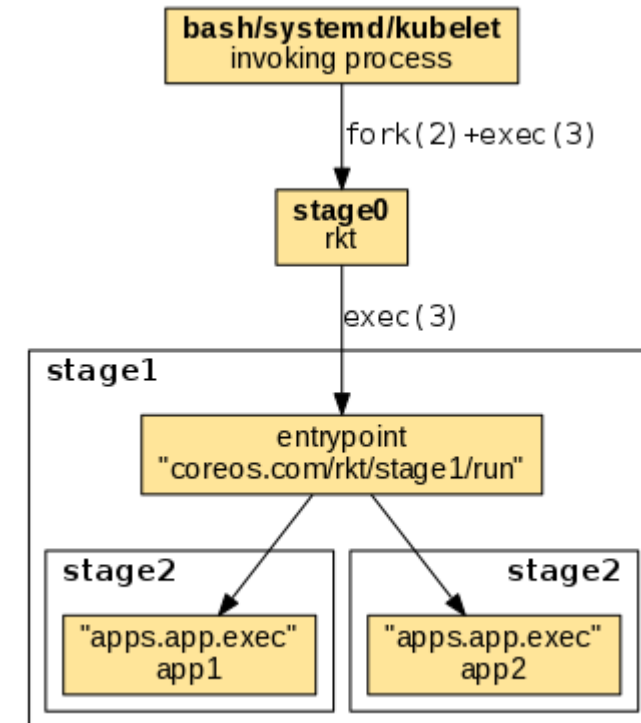 bash/systemd/kubelet
invoking process
fork(2)+exec(3)
stage0
rkt
exec(3)
stage1
entrypoint
"coreos.com/rkt/stage1/run"
stage2
stage2
"apps.app.exec"
app1
"apps.app.exec"
app2